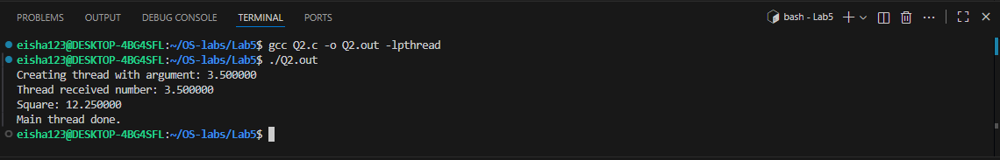 PROBLEMS OUTPUT DEBUG CONSOLE TERMINAL PORTS bash - Lab5
eisha123@DESKTOP-4BG4SFL:~/OS-labs/Lab5$ gcc Q2.c -o Q2.out -lpthread
eisha123@DESKTOP-4BG4SFL:~/OS-labs/Lab5$ ./Q2.out
Creating thread with argument: 3.500000
Thread received number: 3.500000
Square: 12.250000
Main thread done.
eisha123@DESKTOP-4BG4SFL:~/OS-labs/Lab5$